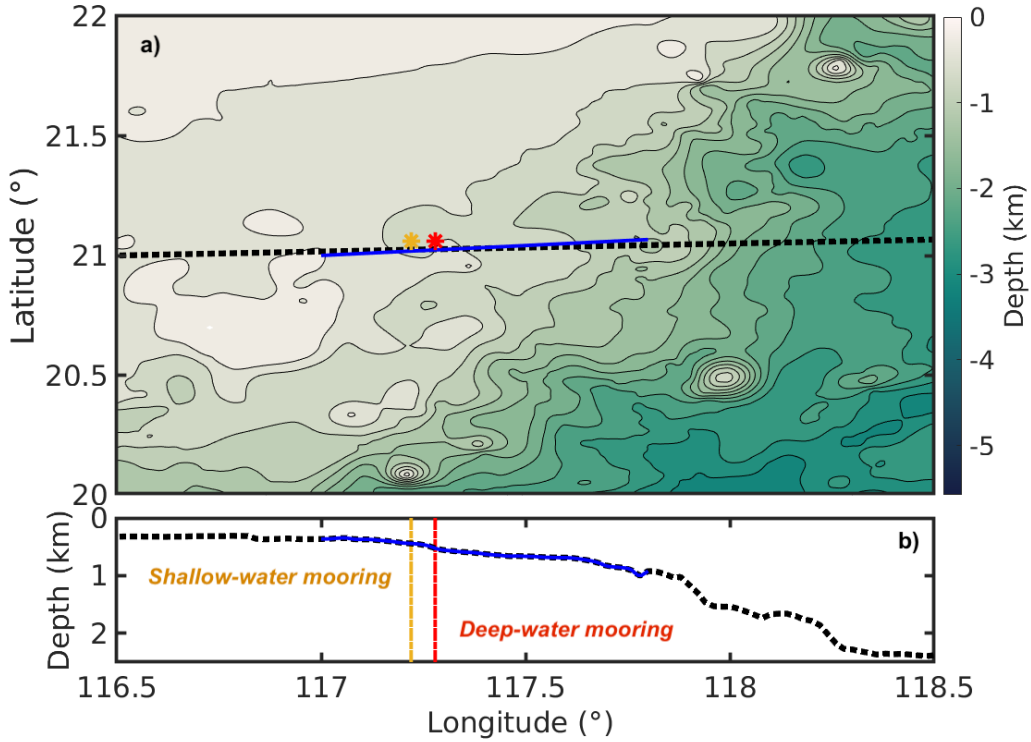 a)
22
21.5
21
20.5
20
Latitude (°)
0
-1
-2
-3
-4
-5
Depth (km)
b)
0
1
2
Depth (km)
Shallow-water mooring
Deep-water mooring
116.5 117 117.5 118 118.5
Longitude (°)